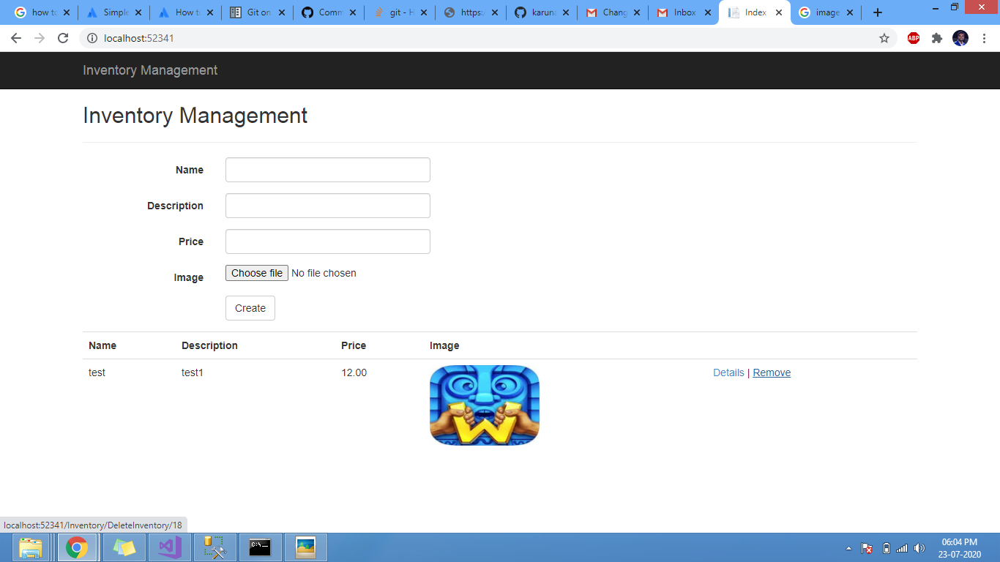 how to
Simple
How to
Git on
Comm
git - H
https:/
karuna
Chang
Inbox
Index
image
localhost:52341
ABP
Inventory Management
Inventory Management
Name
Description
Price
Image Choose file No file chosen
Create
Name Description Price Image
test test1 12.00 Details | Remove
W
localhost:52341/Inventory/DeleteInventory/18
C:\_
06:04 PM
23-07-2020